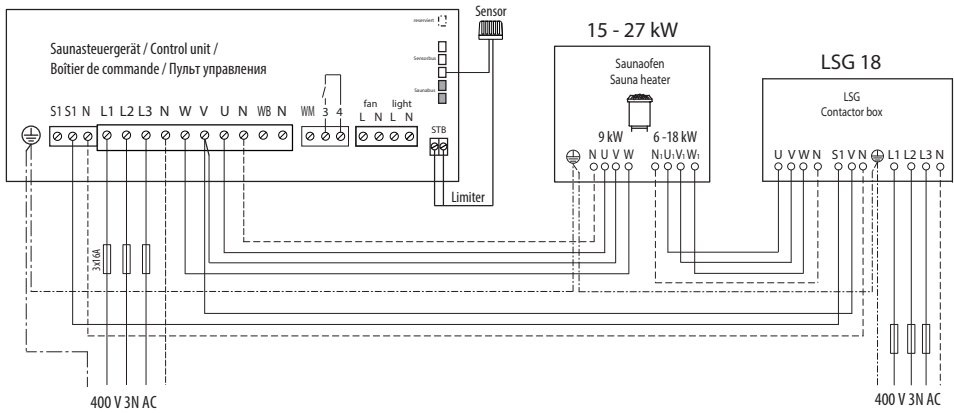 Sensor
reserviert
15 - 27 kW
Saunasteuergerät / Control unit /
Boîtier de commande / Пульт управления
Sensorbus
Saunabus
Saunaofen
Sauna heater
LSG 18
LSG
Contactor box
S1 S1 N L1 L2 L3 N W V U N WB N
WM 3 4
fan light
L N L N
STB
9 kW 6 -18 kW
N U V W N1 U1 V1 W1
U V W N S1 V N L1 L2 L3 N
Limiter
3x16A
400 V 3N AC
400 V 3N AC